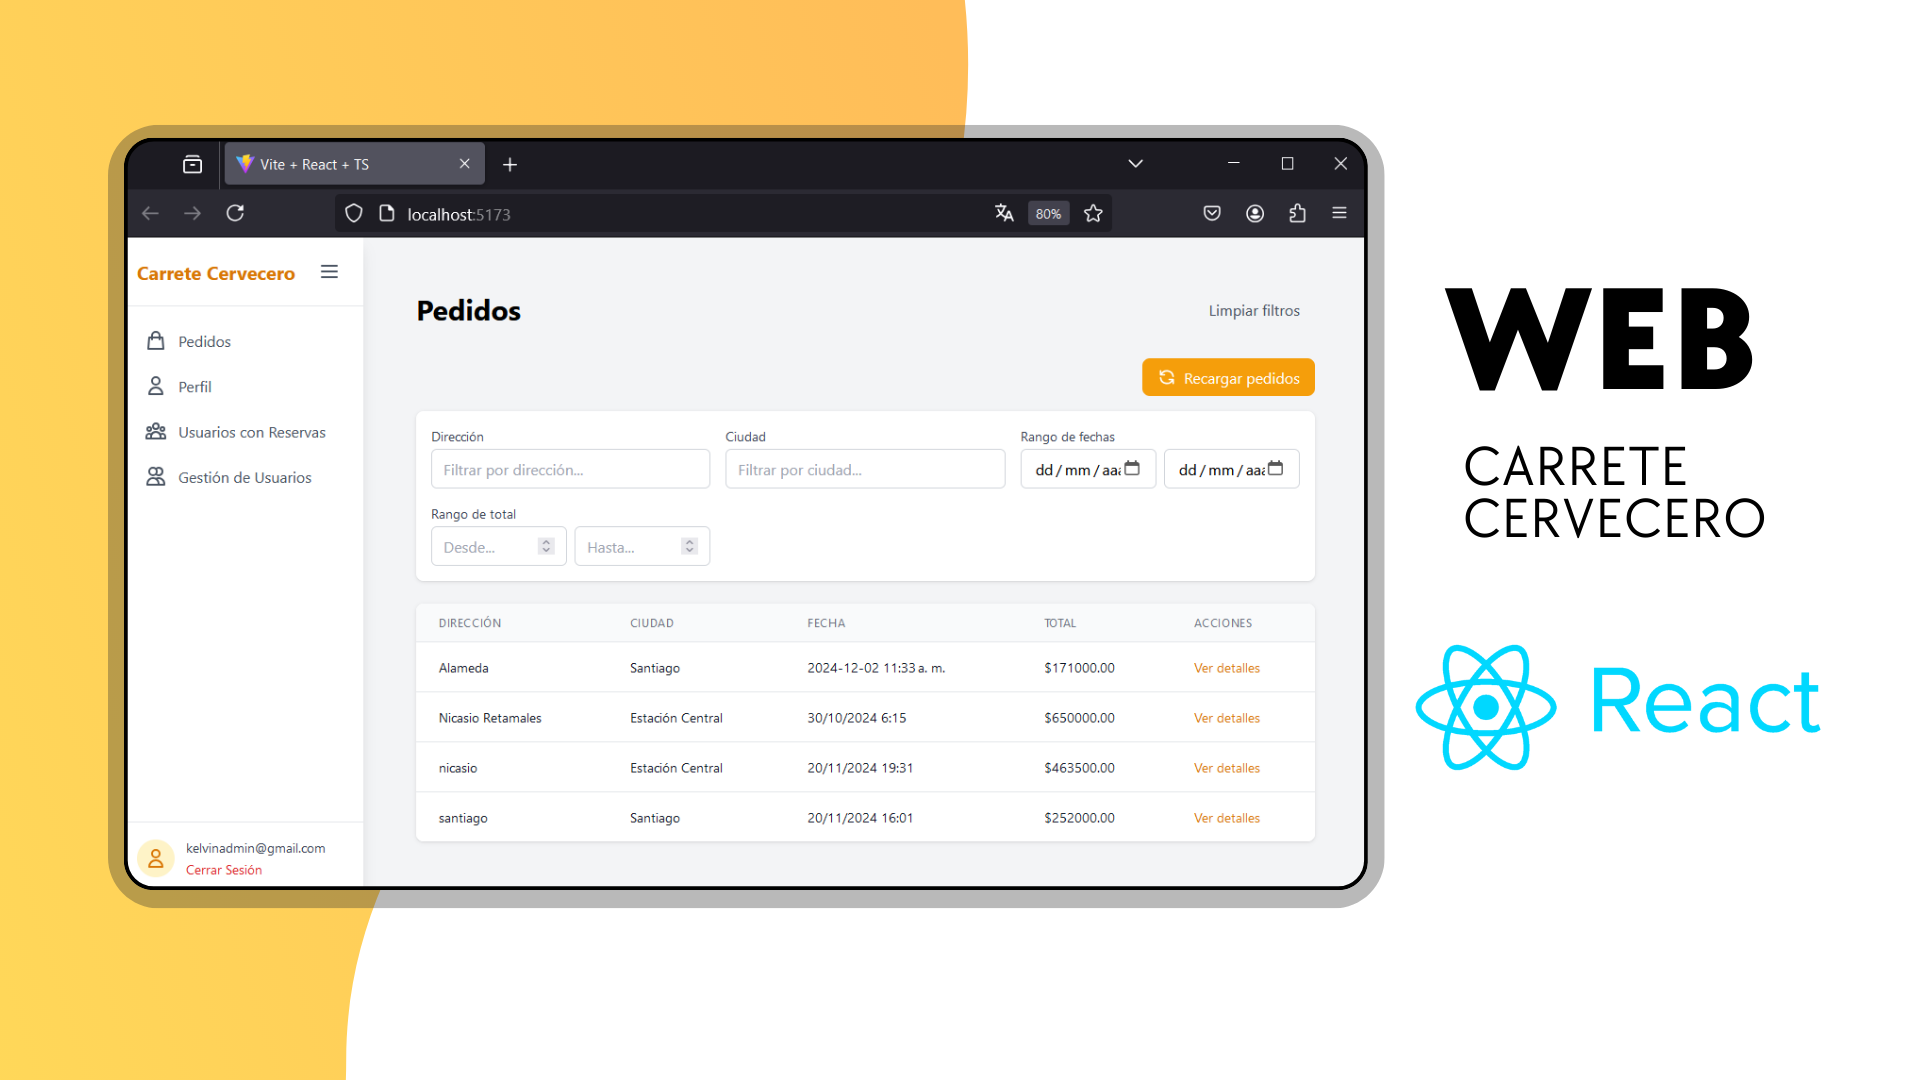 Vite + React + TS
localhost:5173
80%
Carrete Cervecero
Pedidos
Perfil
Usuarios con Reservas
Gestión de Usuarios
kelvinadmin@gmail.com
Cerrar Sesión
Pedidos
Limpiar filtros
Recargar pedidos
Dirección Ciudad Rango de fechas
Filtrar por dirección... Filtrar por ciudad... dd/mm/aaa dd/mm/aaa
Rango de total
Desde... Hasta...
DIRECCIÓN CIUDAD FECHA TOTAL ACCIONES
Alameda Santiago 2024-12-02 11:33 a. m. $171000.00 Ver detalles
Nicasio Retamales Estación Central 30/10/2024 6:15 $650000.00 Ver detalles
nicasio Estación Central 20/11/2024 19:31 $463500.00 Ver detalles
santiago Santiago 20/11/2024 16:01 $252000.00 Ver detalles
WEB
CARRETE
CERVECERO
React